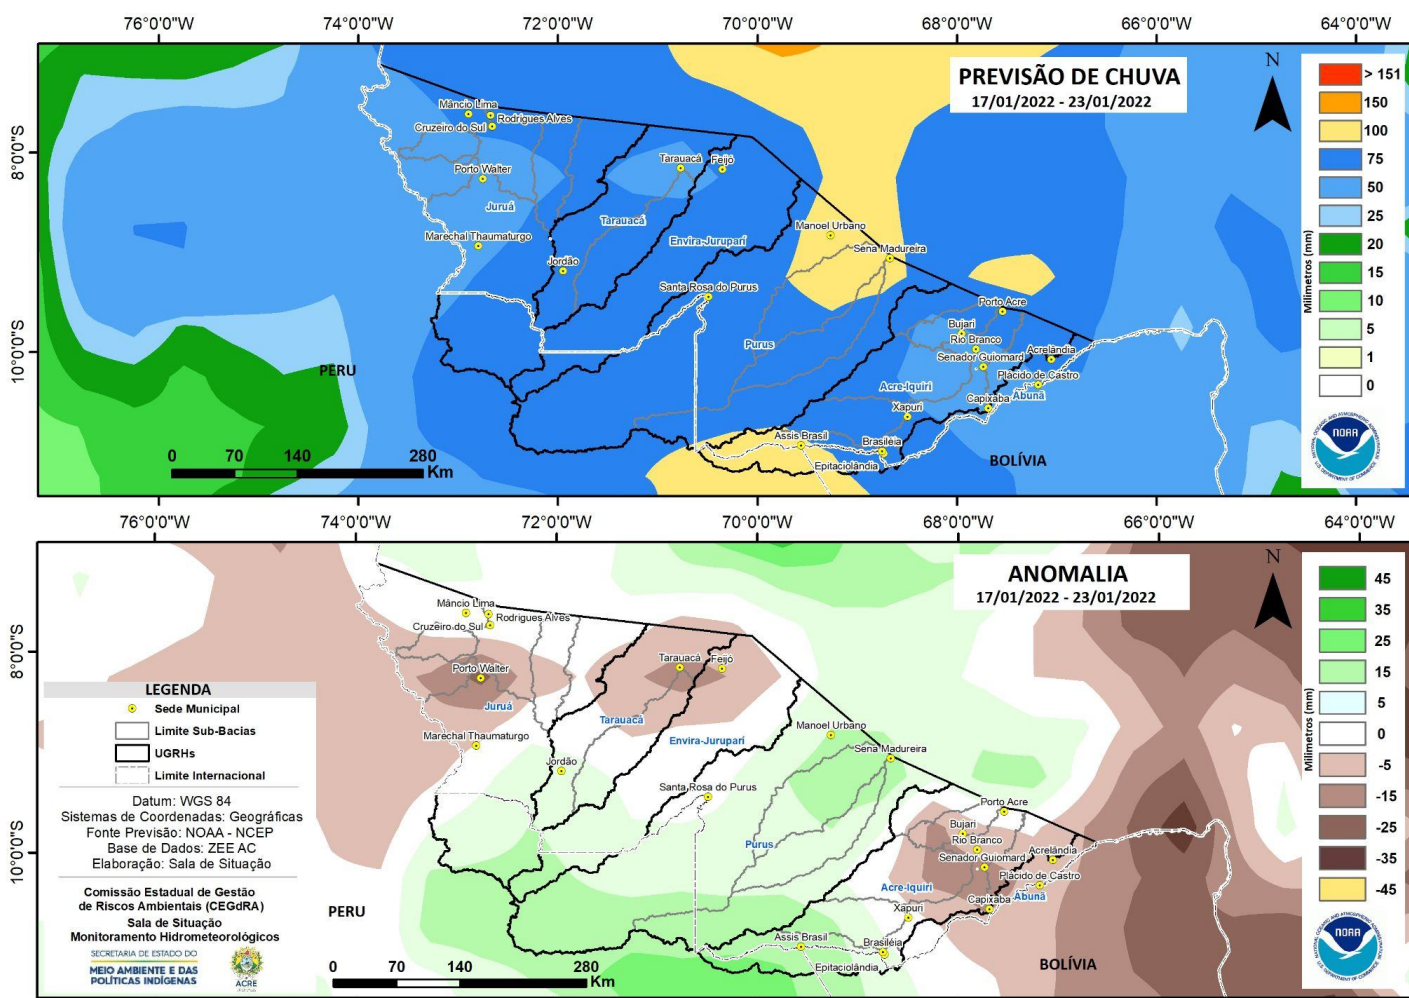 76°0'0"W 74°0'0"W 72°0'0"W 70°0'0"W 68°0'0"W 66°0'0"W 64°0'0"W
8°0'0"S
10°0'0"S
PREVISÃO DE CHUVA
17/01/2022 - 23/01/2022
N
Milímetros (mm)
> 151
150
100
75
50
25
20
15
10
5
1
0
NOAA
Mâncio Lima
Rodrigues Alves
Cruzeiro do Sul
Porto Walter
Juruá
Marechal Thaumaturgo
Tarauacá
Feijó
Tarauacá
Envira-Jurupari
Jordão
Santa Rosa do Purus
Manoel Urbano
Sena Madureira
Purus
Porto Acre
Bujari
Rio Branco
Senador Guiomard
Acrelândia
Plácido de Castro
Acre-Iquiri
Abunã
Capixaba
Xapuri
Assis Brasil
Brasiléia
Epitaciolândia
PERU
BOLÍVIA
0 70 140 280
Km
76°0'0"W 74°0'0"W 72°0'0"W 70°0'0"W 68°0'0"W 66°0'0"W 64°0'0"W
8°0'0"S
10°0'0"S
ANOMALIA
17/01/2022 - 23/01/2022
N
Milímetros (mm)
45
35
25
15
5
0
-5
-15
-25
-35
-45
NOAA
Mâncio Lima
Rodrigues Alves
Cruzeiro do Sul
Porto Walter
Juruá
Marechal Thaumaturgo
Tarauacá
Feijó
Tarauacá
Envira-Jurupari
Jordão
Santa Rosa do Purus
Manoel Urbano
Sena Madureira
Purus
Porto Acre
Bujari
Rio Branco
Senador Guiomard
Acrelândia
Plácido de Castro
Acre-Iquiri
Abunã
Capixaba
Xapuri
Assis Brasil
Brasiléia
Epitaciolândia
PERU
BOLÍVIA
0 70 140 280
Km
LEGENDA
Sede Municipal
Limite Sub-Bacias
UGRHs
Limite Internacional
Datum: WGS 84
Sistemas de Coordenadas: Geográficas
Fonte Previsão: NOAA - NCEP
Base de Dados: ZEE AC
Elaboração: Sala de Situação
Comissão Estadual de Gestão
de Riscos Ambientais (CEGdRA)
Sala de Situação
Monitoramento Hidrometeorológicos
SECRETARIA DE ESTADO DO
MEIO AMBIENTE E DAS
POLÍTICAS INDÍGENAS
ACRE